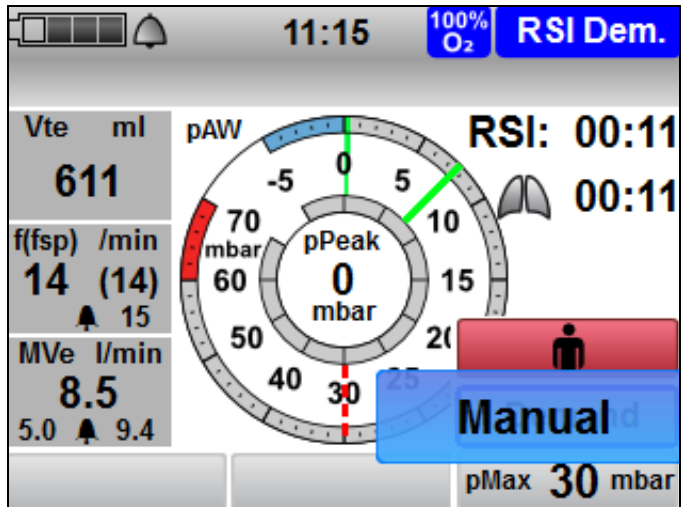 11:15
100%
O₂
RSI Dem.
Vte ml
611
f(fsp) /min
14 (14)
15
MVe l/min
8.5
5.0 9.4
pAW
-5
0
5
10
15
25
30
40
50
60
70
mbar
pPeak
0
mbar
RSI: 00:11
00:11
Manual
pMax 30 mbar